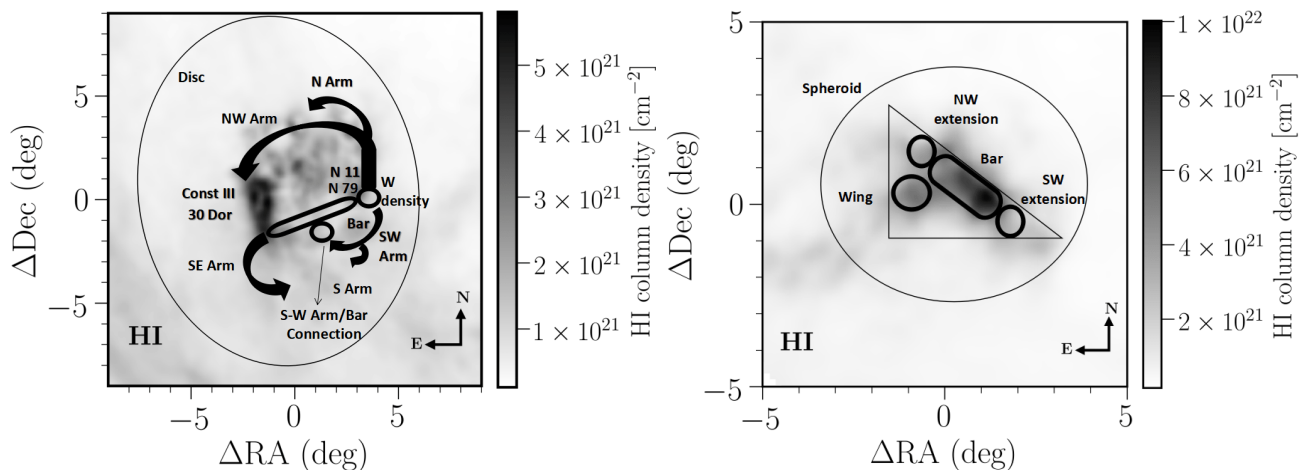 Disc
N Arm
NW Arm
N 11
N 79
W
density
Const III
30 Dor
Bar
SW
Arm
SE Arm
S Arm
S-W Arm/Bar
Connection
HI
N
E
5
0
−5
−5
0
5
ΔRA (deg)
ΔDec (deg)
5 × 10²¹
4 × 10²¹
3 × 10²¹
2 × 10²¹
1 × 10²¹
HI column density [cm⁻²]
Spheroid
NW
extension
Bar
Wing
SW
extension
HI
N
E
5
0
−5
−5
0
5
ΔRA (deg)
ΔDec (deg)
1 × 10²²
8 × 10²¹
6 × 10²¹
4 × 10²¹
2 × 10²¹
HI column density [cm⁻²]